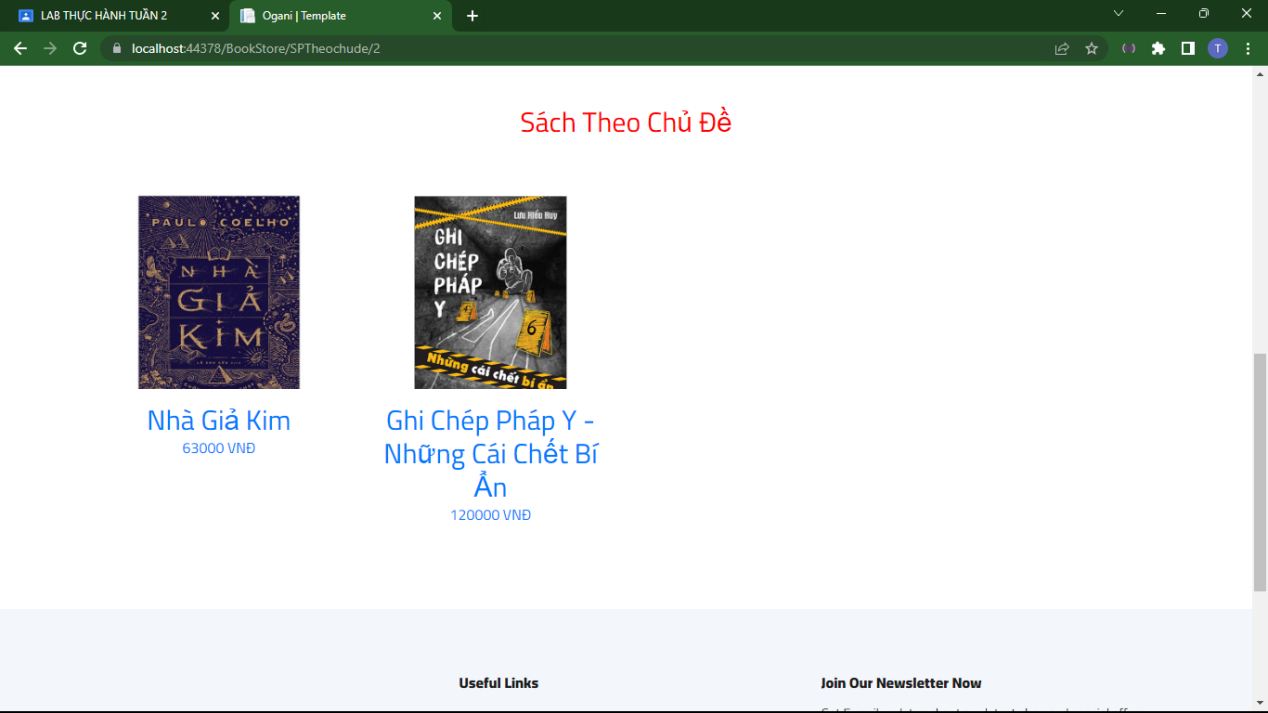 LAB THỰC HÀNH TUẦN 2
Ogani | Template
localhost:44378/BookStore/SPTheochude/2
T
Sách Theo Chủ Đề
PAULO COELHO
NHÀ
GIẢ
KIM
Lưu Hiểu Huy
GHI
CHÉP
PHÁP
Y
6
Những cái chết bí ẩn
Nhà Giả Kim
63000 VNĐ
Ghi Chép Pháp Y -
Những Cái Chết Bí
Ẩn
120000 VNĐ
Useful Links
Join Our Newsletter Now